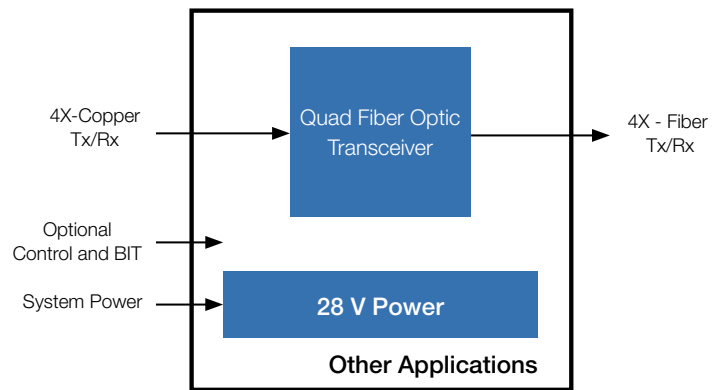 4X-Copper
Tx/Rx
Quad Fiber Optic
Transceiver
4X - Fiber
Tx/Rx
Optional
Control and BIT
System Power
28 V Power
Other Applications